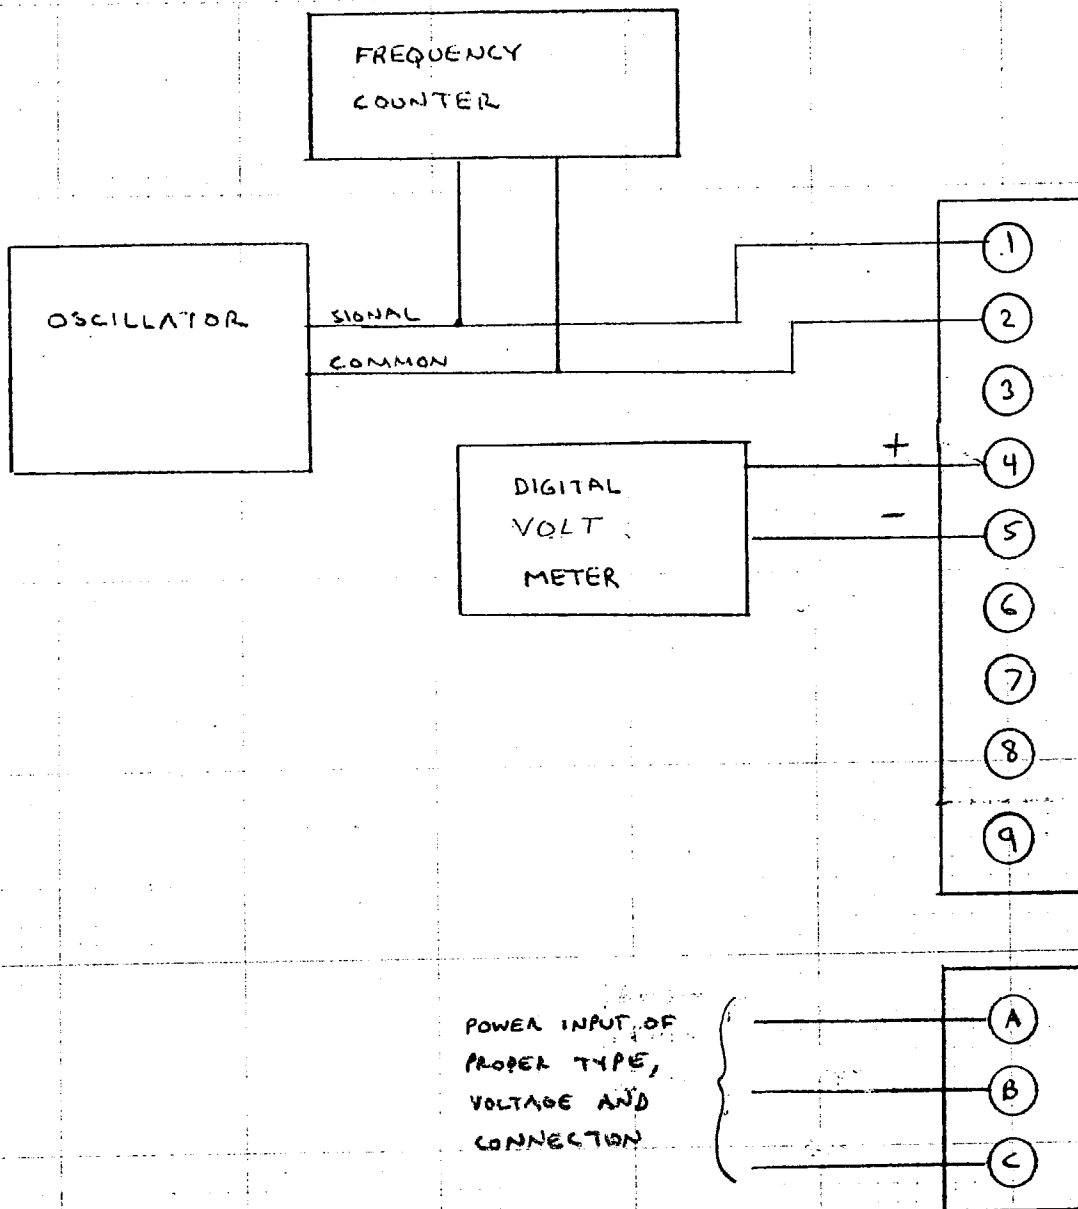 FREQUENCY
COUNTER
OSCILLATOR
SIGNAL
COMMON
DIGITAL
VOLT
METER
+
-
1
2
3
4
5
6
7
8
9
POWER INPUT OF
PROPER TYPE,
VOLTAGE AND
CONNECTION
A
B
C